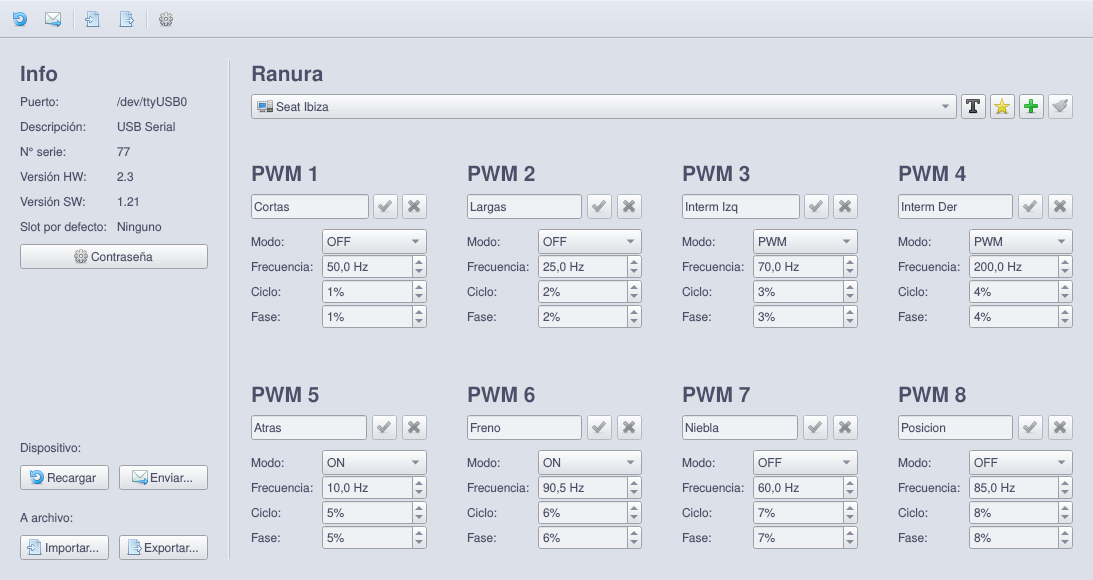 Info
Puerto: /dev/ttyUSB0
Descripción: USB Serial
Nº serie: 77
Versión HW: 2.3
Versión SW: 1.21
Slot por defecto: Ninguno
Contraseña
Dispositivo:
Recargar Enviar...
A archivo:
Importar... Exportar...
Ranura
Seat Ibiza
T
PWM 1 PWM 2 PWM 3 PWM 4
Cortas Largas Interm Izq Interm Der
Modo: OFF Modo: OFF Modo: PWM Modo: PWM
Frecuencia: 50,0 Hz Frecuencia: 25,0 Hz Frecuencia: 70,0 Hz Frecuencia: 200,0 Hz
Ciclo: 1% Ciclo: 2% Ciclo: 3% Ciclo: 4%
Fase: 1% Fase: 2% Fase: 3% Fase: 4%
PWM 5 PWM 6 PWM 7 PWM 8
Atras Freno Niebla Posicion
Modo: ON Modo: ON Modo: OFF Modo: OFF
Frecuencia: 10,0 Hz Frecuencia: 90,5 Hz Frecuencia: 60,0 Hz Frecuencia: 85,0 Hz
Ciclo: 5% Ciclo: 6% Ciclo: 7% Ciclo: 8%
Fase: 5% Fase: 6% Fase: 7% Fase: 8%